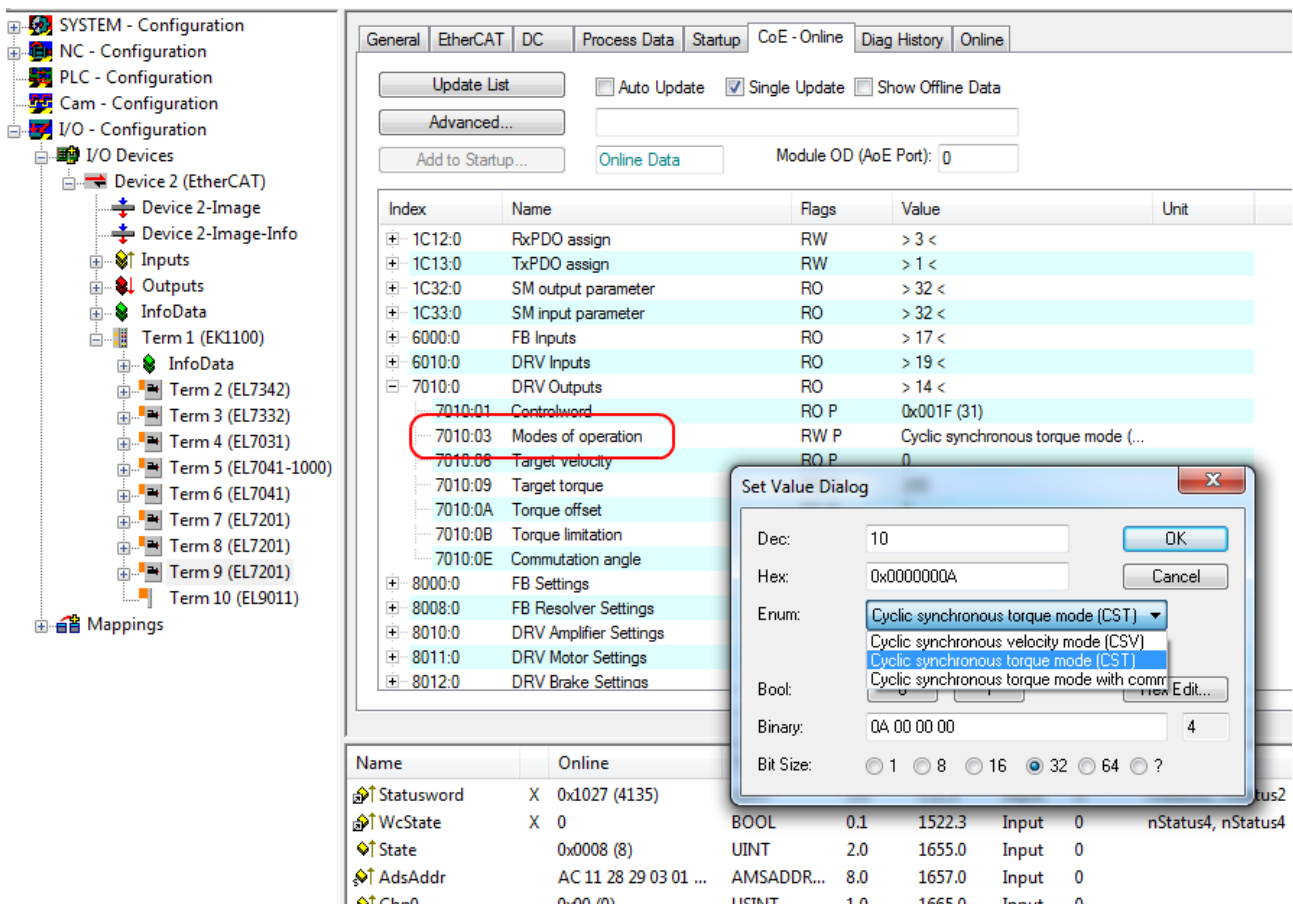 SYSTEM - Configuration
NC - Configuration
PLC - Configuration
Cam - Configuration
I/O - Configuration
I/O Devices
Device 2 (EtherCAT)
Device 2-Image
Device 2-Image-Info
Inputs
Outputs
InfoData
Term 1 (EK1100)
InfoData
Term 2 (EL7342)
Term 3 (EL7332)
Term 4 (EL7031)
Term 5 (EL7041-1000)
Term 6 (EL7041)
Term 7 (EL7201)
Term 8 (EL7201)
Term 9 (EL7201)
Term 10 (EL9011)
Mappings
General EtherCAT DC Process Data Startup CoE - Online Diag History Online
Update List Auto Update Single Update Show Offline Data
Advanced...
Add to Startup... Online Data Module OD (AoE Port): 0
Index Name Flags Value Unit
1C12:0 RxPDO assign RW > 3 <
1C13:0 TxPDO assign RW > 1 <
1C32:0 SM output parameter RO > 32 <
1C33:0 SM input parameter RO > 32 <
6000:0 FB Inputs RO > 17 <
6010:0 DRV Inputs RO > 19 <
7010:0 DRV Outputs RO > 14 <
7010:01 Controlword RO P 0x001F (31)
7010:03 Modes of operation RW P Cyclic synchronous torque mode (...
7010:06 Target velocity RO P 0
7010:09 Target torque
7010:0A Torque offset
7010:0B Torque limitation
7010:0E Commutation angle
8000:0 FB Settings
8008:0 FB Resolver Settings
8010:0 DRV Amplifier Settings
8011:0 DRV Motor Settings
8012:0 DRV Brake Settings
Set Value Dialog
Dec: 10 OK
Hex: 0x0000000A Cancel
Enum: Cyclic synchronous torque mode (CST)
Cyclic synchronous velocity mode (CSV)
Cyclic synchronous torque mode (CST)
Cyclic synchronous torque mode with comm
Bool: 0 1 Hex Edit...
Binary: 0A 00 00 00 4
Bit Size: 1 8 16 32 64 ?
Name Online
Statusword X 0x1027 (4135)
WcState X 0 BOOL 0.1 1522.3 Input 0 nStatus4, nStatus4
State 0x0008 (8) UINT 2.0 1655.0 Input 0
AdsAddr AC 11 28 29 03 01 ... AMSADDR... 8.0 1657.0 Input 0